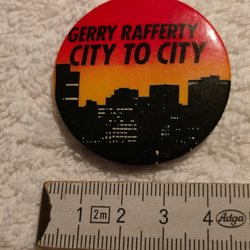 GERRY RAFFERTY
CITY TO CITY
1 2m 2 3 4 Adga